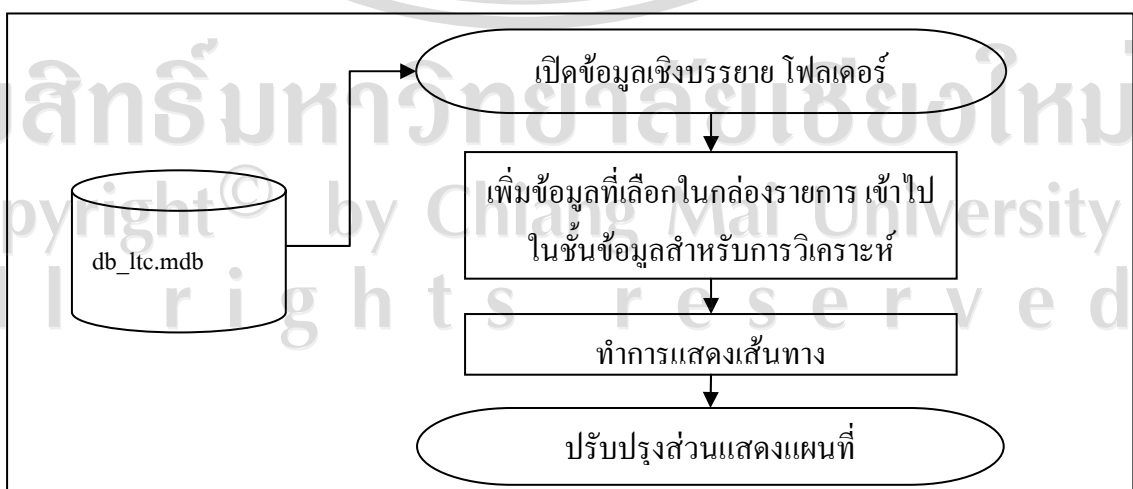 เปิดข้อมูลเชิงบรรยาย โฟลเดอร์
เพิ่มข้อมูลที่เลือกในกล่องรายการ เข้าไป
ในชั้นข้อมูลสำหรับการวิเคราะห์
db_ltc.mdb
ทำการแสดงเส้นทาง
ปรับปรุงส่วนแสดงแผนที่
สิทธิ์มหาวิทยาลัยเชียงใหม่
pyright© by Chiang Mai University
l rights reserved